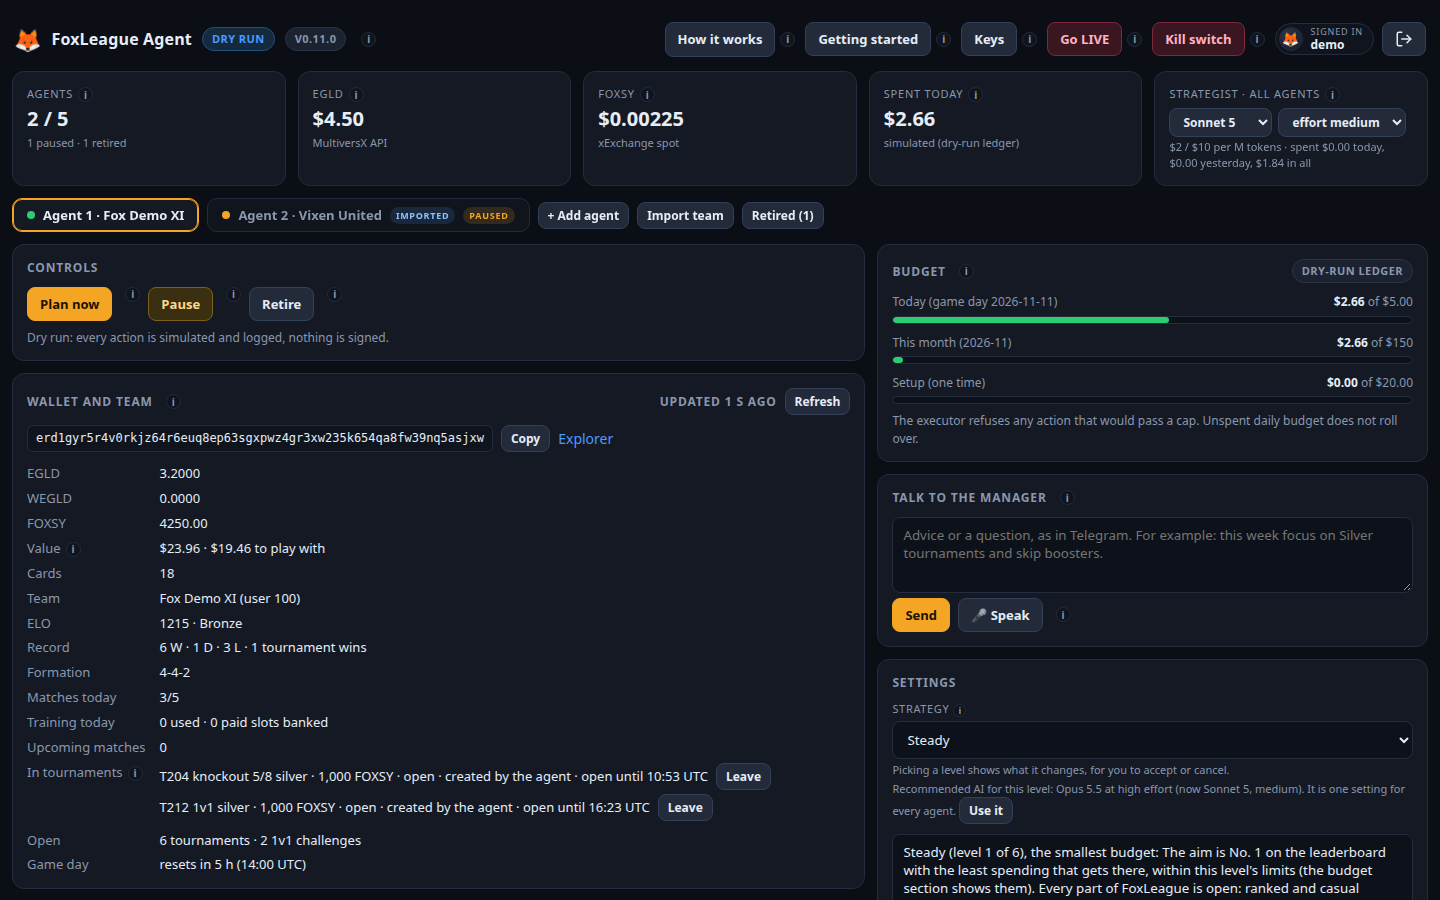 FoxLeague Agent DRY RUN V0.11.0 i How it works i Getting started i Keys i Go LIVE i Kill switch i SIGNED IN
demo
AGENTS i
2 / 5
1 paused · 1 retired
EGLD i
$4.50
MultiversX API
FOXSY i
$0.00225
xExchange spot
SPENT TODAY i
$2.66
simulated (dry-run ledger)
STRATEGIST · ALL AGENTS i
Sonnet 5 effort medium
$2 / $10 per M tokens · spent $0.00 today,
$0.00 yesterday, $1.84 in all
Agent 1 · Fox Demo XI Agent 2 · Vixen United IMPORTED PAUSED + Add agent Import team Retired (1)
CONTROLS
Plan now i Pause i Retire i
Dry run: every action is simulated and logged, nothing is signed.
WALLET AND TEAM i UPDATED 1 S AGO Refresh
erd1gyr5r4v0rkjz64r6euq8ep63sgxpwz4gr3xw235k654qa8fw39nq5asjxw Copy Explorer
EGLD 3.2000
WEGLD 0.0000
FOXSY 4250.00
Value i $23.96 · $19.46 to play with
Cards 18
Team Fox Demo XI (user 100)
ELO 1215 · Bronze
Record 6 W · 1 D · 3 L · 1 tournament wins
Formation 4-4-2
Matches today 3/5
Training today 0 used · 0 paid slots banked
Upcoming matches 0
In tournaments i T204 knockout 5/8 silver · 1,000 FOXSY · open · created by the agent · open until 10:53 UTC Leave
T212 1v1 silver · 1,000 FOXSY · open · created by the agent · open until 16:23 UTC Leave
Open 6 tournaments · 2 1v1 challenges
Game day resets in 5 h (14:00 UTC)
BUDGET i DRY-RUN LEDGER
Today (game day 2026-11-11) $2.66 of $5.00
This month (2026-11) $2.66 of $150
Setup (one time) $0.00 of $20.00
The executor refuses any action that would pass a cap. Unspent daily budget does not roll
over.
TALK TO THE MANAGER i
Advice or a question, as in Telegram. For example: this week focus on Silver
tournaments and skip boosters.
Send Speak i
SETTINGS
STRATEGY i
Steady
Picking a level shows what it changes, for you to accept or cancel.
Recommended AI for this level: Opus 5.5 at high effort (now Sonnet 5, medium). It is one setting for
every agent. Use it
Steady (level 1 of 6), the smallest budget: The aim is No. 1 on the leaderboard
with the least spending that gets there, within this level's limits (the budget
section shows them). Every part of FoxLeague is open: ranked and casual